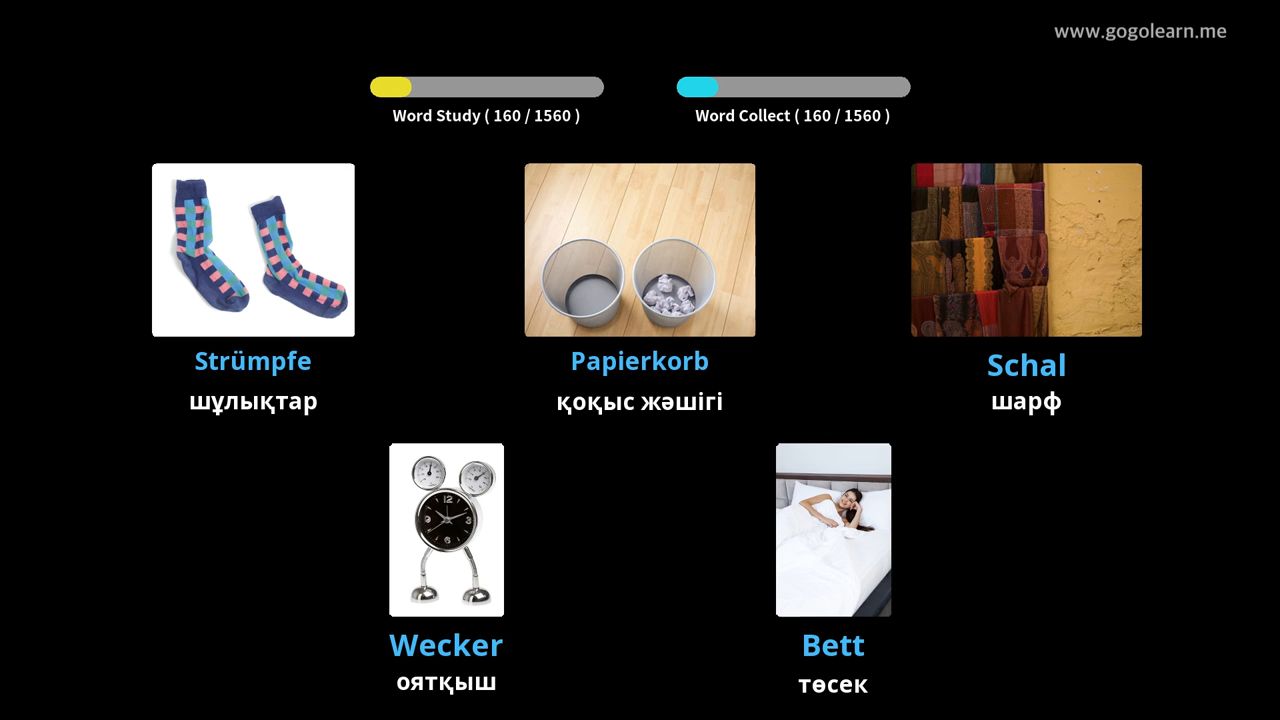 www.gogolearn.me
Word Study ( 160 / 1560 )
Word Collect ( 160 / 1560 )
Strümpfe
шұлықтар
Papierkorb
қоқыс жәшігі
Schal
шарф
Wecker
оятқыш
Bett
төсек